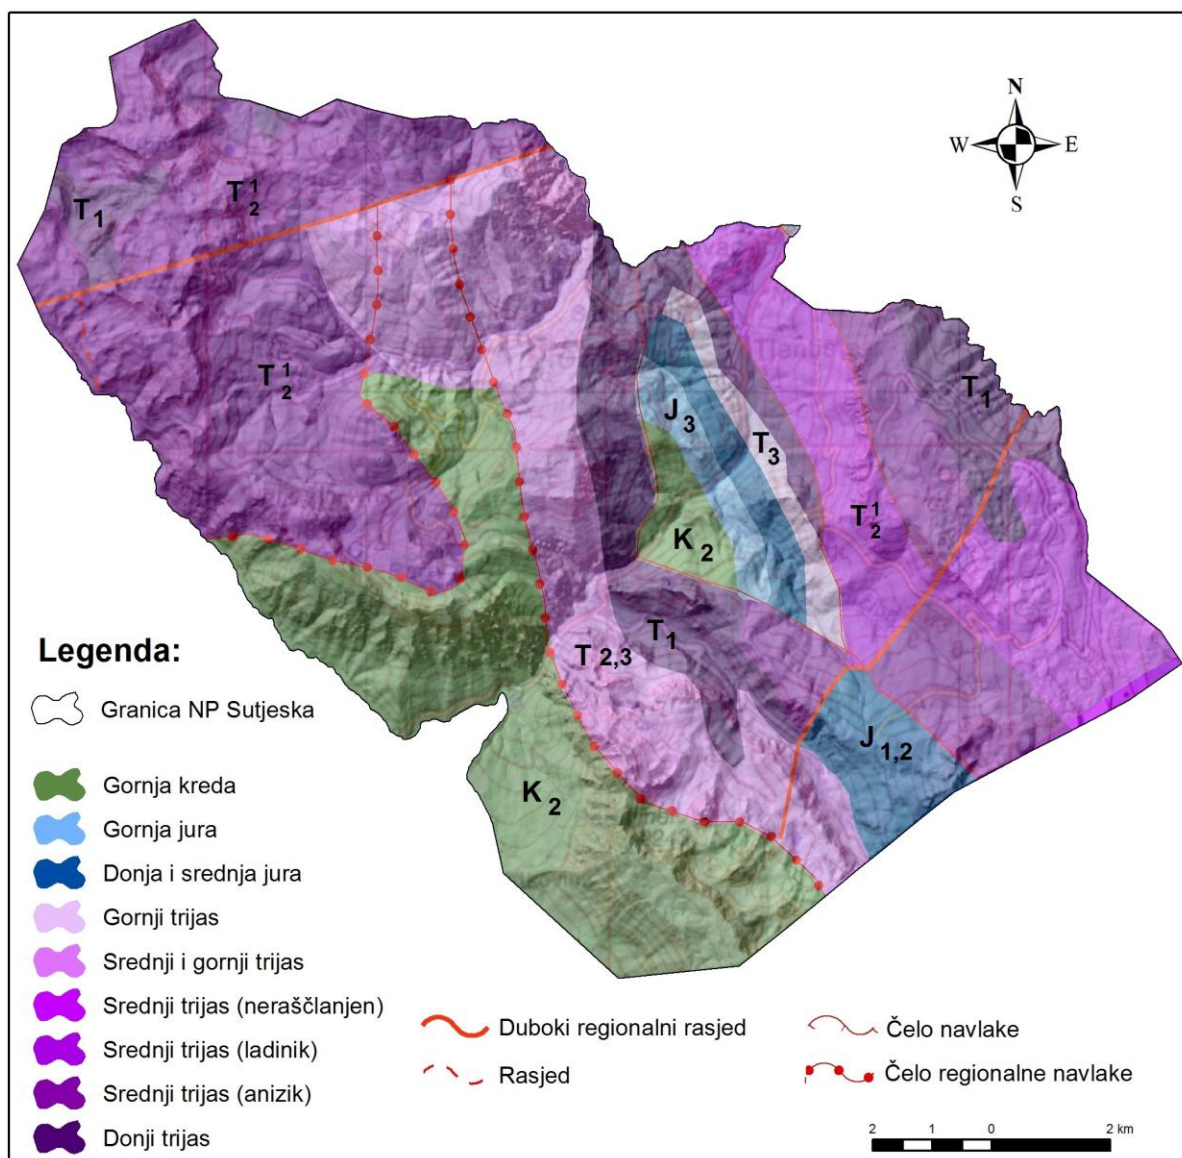 N
W E
S
T1
T2 1
T2 1
T1
J3
T3
T2 1
K2
T1
T 2,3
J1,2
K2
Legenda:
Granica NP Sutjeska
Gornja kreda
Gornja jura
Donja i srednja jura
Gornji trijas
Srednji i gornji trijas
Srednji trijas (neraščlanjen)
Srednji trijas (ladinik)
Srednji trijas (anizik)
Donji trijas
Duboki regionalni rasjed
Rasjed
Čelo navlake
Čelo regionalne navlake
2 1 0 2 km